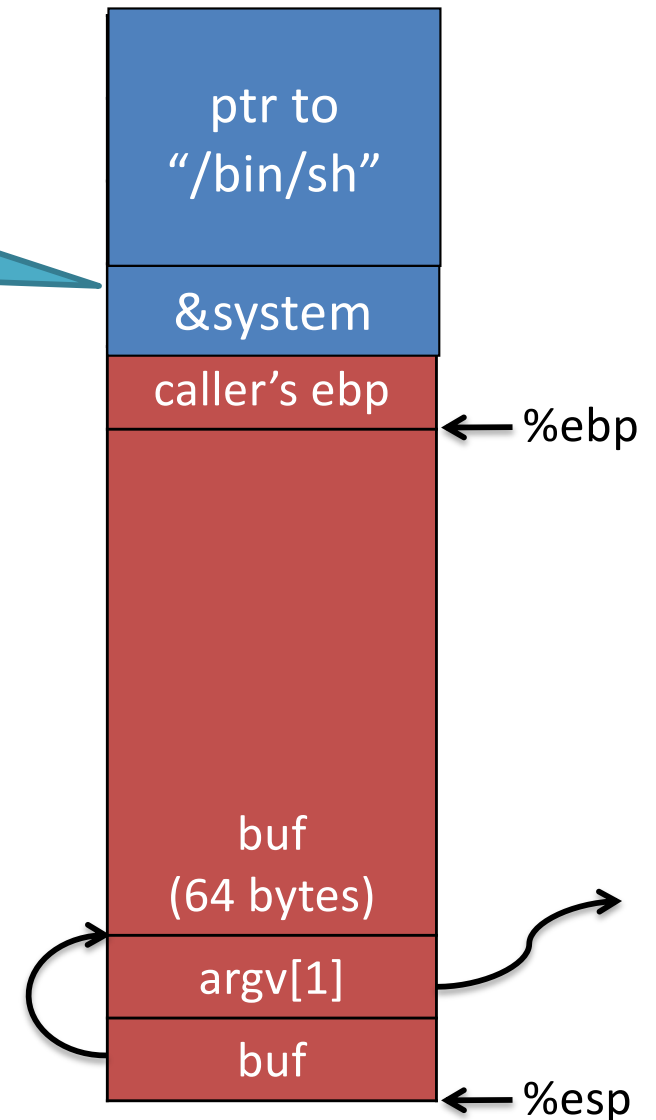 ptr to
“/bin/sh”
&system
caller’s ebp
%ebp
buf
(64 bytes)
argv[1]
buf
%esp